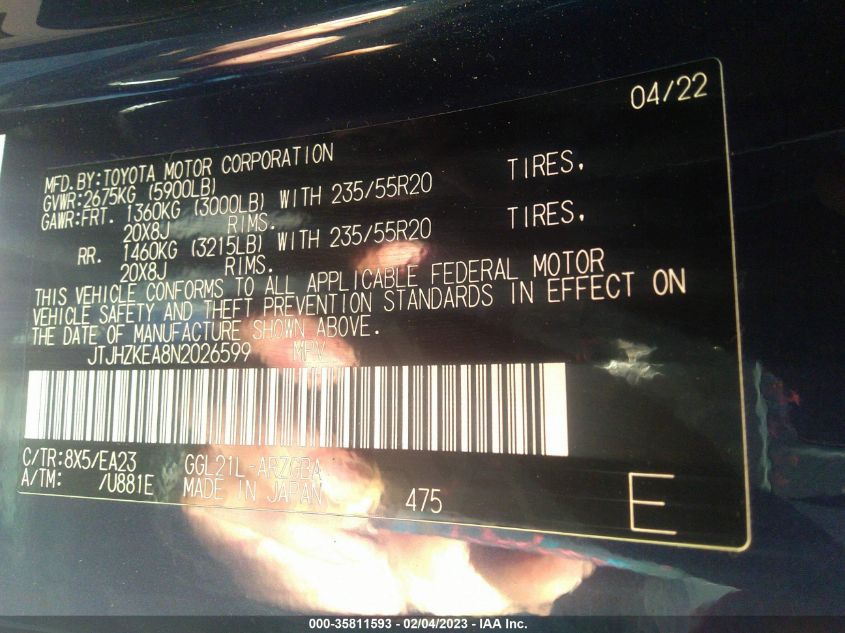 04/22
MFD.BY:TOYOTA MOTOR CORPORATION
GVWR:2675KG (5900LB)
GAWR:FRT. 1360KG (3000LB) WITH 235/55R20 TIRES,
20X8J RIMS.
RR. 1460KG (3215LB) WITH 235/55R20 TIRES,
20X8J RIMS.
THIS VEHICLE CONFORMS TO ALL APPLICABLE FEDERAL MOTOR
VEHICLE SAFETY AND THEFT PREVENTION STANDARDS IN EFFECT ON
THE DATE OF MANUFACTURE SHOWN ABOVE.
JTJHZKEA8N2026599 MPV
C/TR:8X5/EA23 GGL21L-ARZGBA
A/TM: /U881E MADE IN JAPAN 475 E
000-35811593 - 02/04/2023 - IAA Inc.